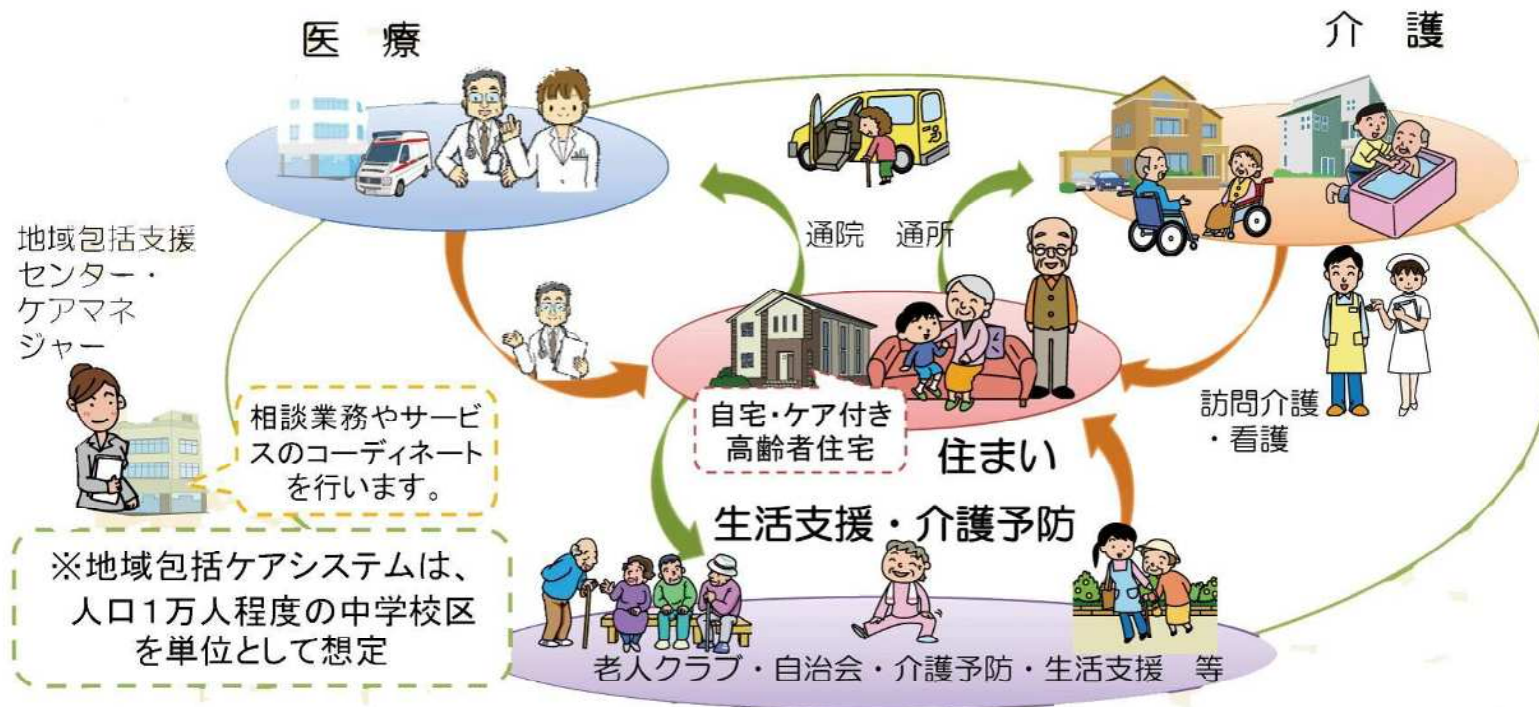 医 療
介 護
通院 通所
地域包括支援
センター・
ケアマネ
ジャー
相談業務やサービ
スのコーディネート
を行います。
自宅・ケア付き
高齢者住宅
住まい
訪問介護
・看護
生活支援・介護予防
※地域包括ケアシステムは、
人口1万人程度の中学校区
を単位として想定
老人クラブ・自治会・介護予防・生活支援 等